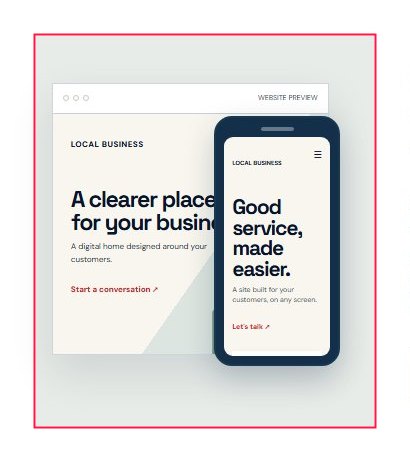 WEBSITE PREVIEW
LOCAL BUSINESS
A clearer place
for your busin
A digital home designed around your
customers.
Start a conversation ↗
LOCAL BUSINESS
Good
service,
made
easier.
A site built for your
customers, on any screen.
Let's talk ↗